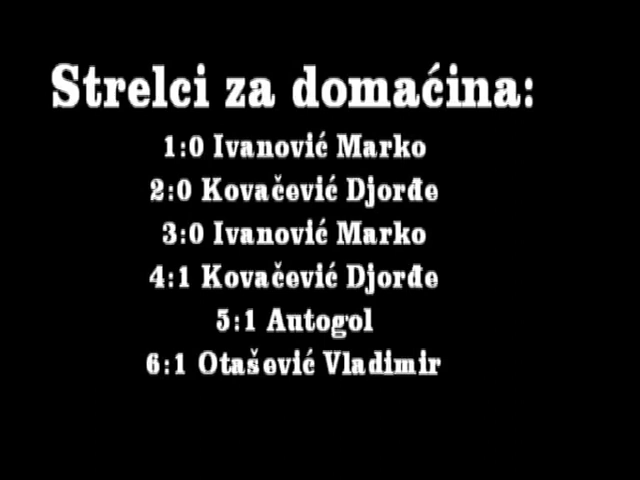 Strelci za domaćina:
1:0 Ivanović Marko
2:0 Kovačević Djorđe
3:0 Ivanović Marko
4:1 Kovačević Djorđe
5:1 Autogol
6:1 Otašević Vladimir